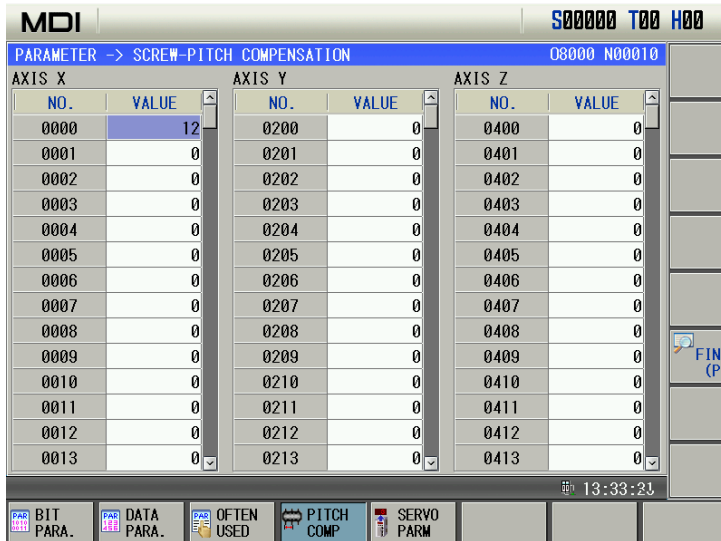 MDI S00000 T00 H00
PARAMETER -> SCREW-PITCH COMPENSATION O8000 N00010
AXIS X AXIS Y AXIS Z
NO. VALUE NO. VALUE NO. VALUE
0000 12 0200 0 0400 0
0001 0 0201 0 0401 0
0002 0 0202 0 0402 0
0003 0 0203 0 0403 0
0004 0 0204 0 0404 0
0005 0 0205 0 0405 0
0006 0 0206 0 0406 0
0007 0 0207 0 0407 0
0008 0 0208 0 0408 0
0009 0 0209 0 0409 0
0010 0 0210 0 0410 0
0011 0 0211 0 0411 0
0012 0 0212 0 0412 0
0013 0 0213 0 0413 0
FIN
(P
PAR BIT PARA.
PAR DATA PARA.
PAR OFTEN USED
PITCH COMP
SERVO PARM